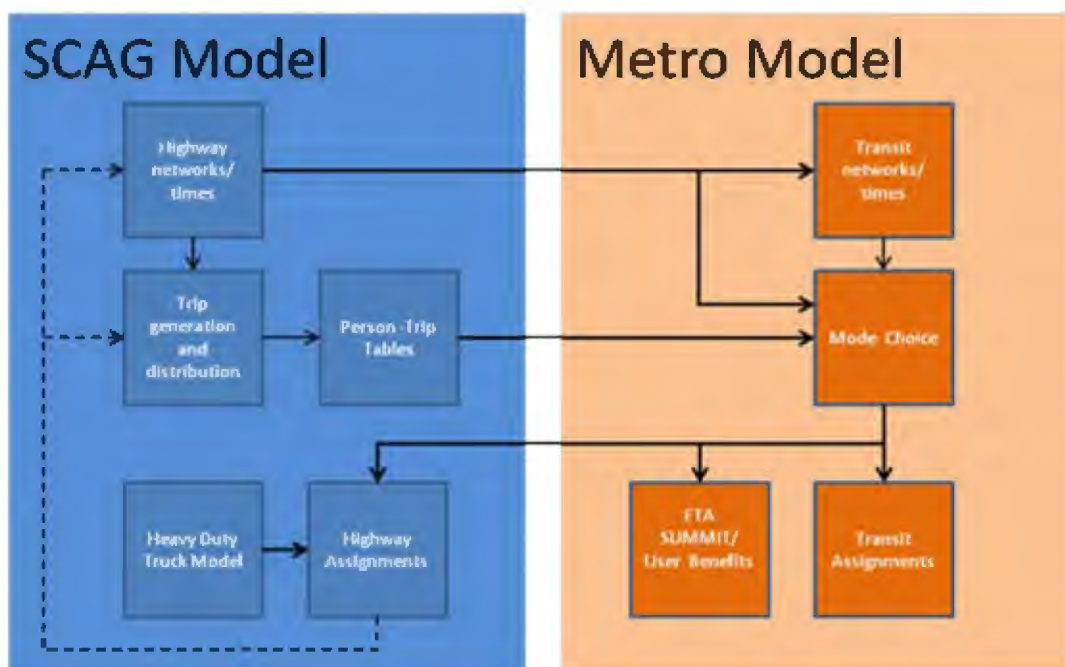 SCAG Model
Metro Model
Highway
networks/
times
Transit
networks/
times
Trip
generation
and
distribution
Person-Trip
Tables
Mode Choice
Heavy Duty
Truck Model
Highway
Assignments
FTA
SUMMIT/
User Benefits
Transit
Assignments